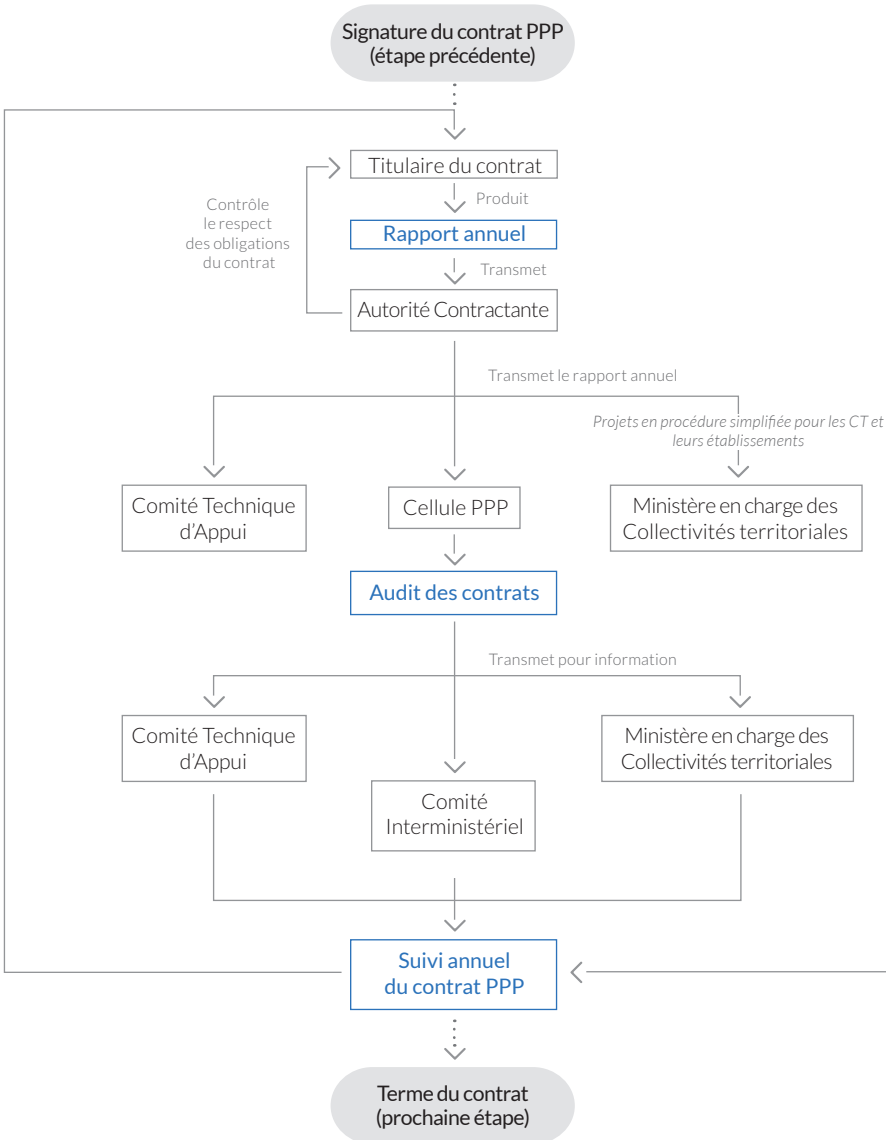 Signature du contrat PPP
(étape précédente)
Titulaire du contrat
Produit
Contrôle
le respect
des obligations
du contrat
Rapport annuel
Transmet
Autorité Contractante
Transmet le rapport annuel
Projets en procédure simplifiée pour les CT et
leurs établissements
Comité Technique
d'Appui
Cellule PPP
Ministère en charge des
Collectivités territoriales
Audit des contrats
Transmet pour information
Comité Technique
d'Appui
Ministère en charge des
Collectivités territoriales
Comité
Interministériel
Suivi annuel
du contrat PPP
Terme du contrat
(prochaine étape)